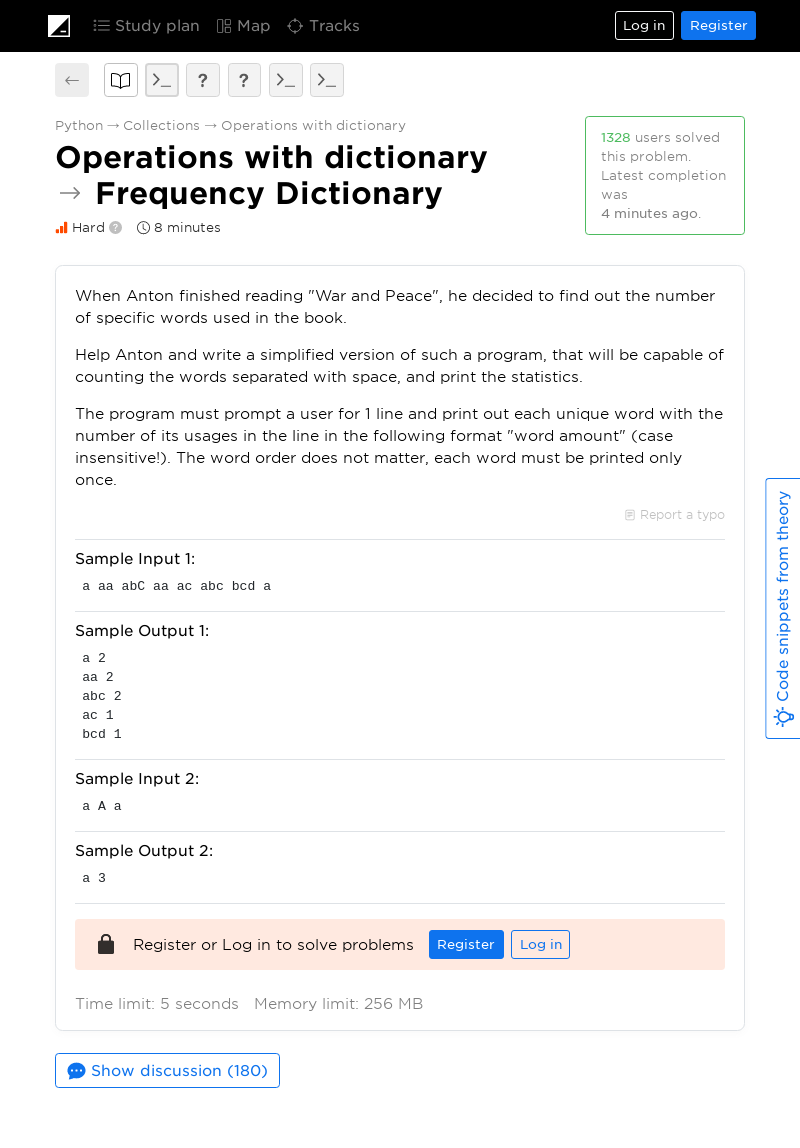 Study plan Map Tracks Log in Register
← >_ ? ? >_ >_
Python → Collections → Operations with dictionary
Operations with dictionary
→ Frequency Dictionary
Hard ? 8 minutes
1328 users solved
this problem.
Latest completion
was
4 minutes ago.
When Anton finished reading "War and Peace", he decided to find out the number
of specific words used in the book.
Help Anton and write a simplified version of such a program, that will be capable of
counting the words separated with space, and print the statistics.
The program must prompt a user for 1 line and print out each unique word with the
number of its usages in the line in the following format "word amount" (case
insensitive!). The word order does not matter, each word must be printed only
once.
Report a typo
Sample Input 1:
a aa abC aa ac abc bcd a
Sample Output 1:
a 2
aa 2
abc 2
ac 1
bcd 1
Sample Input 2:
a A a
Sample Output 2:
a 3
Register or Log in to solve problems Register Log in
Time limit: 5 seconds Memory limit: 256 MB
Show discussion (180)
Code snippets from theory